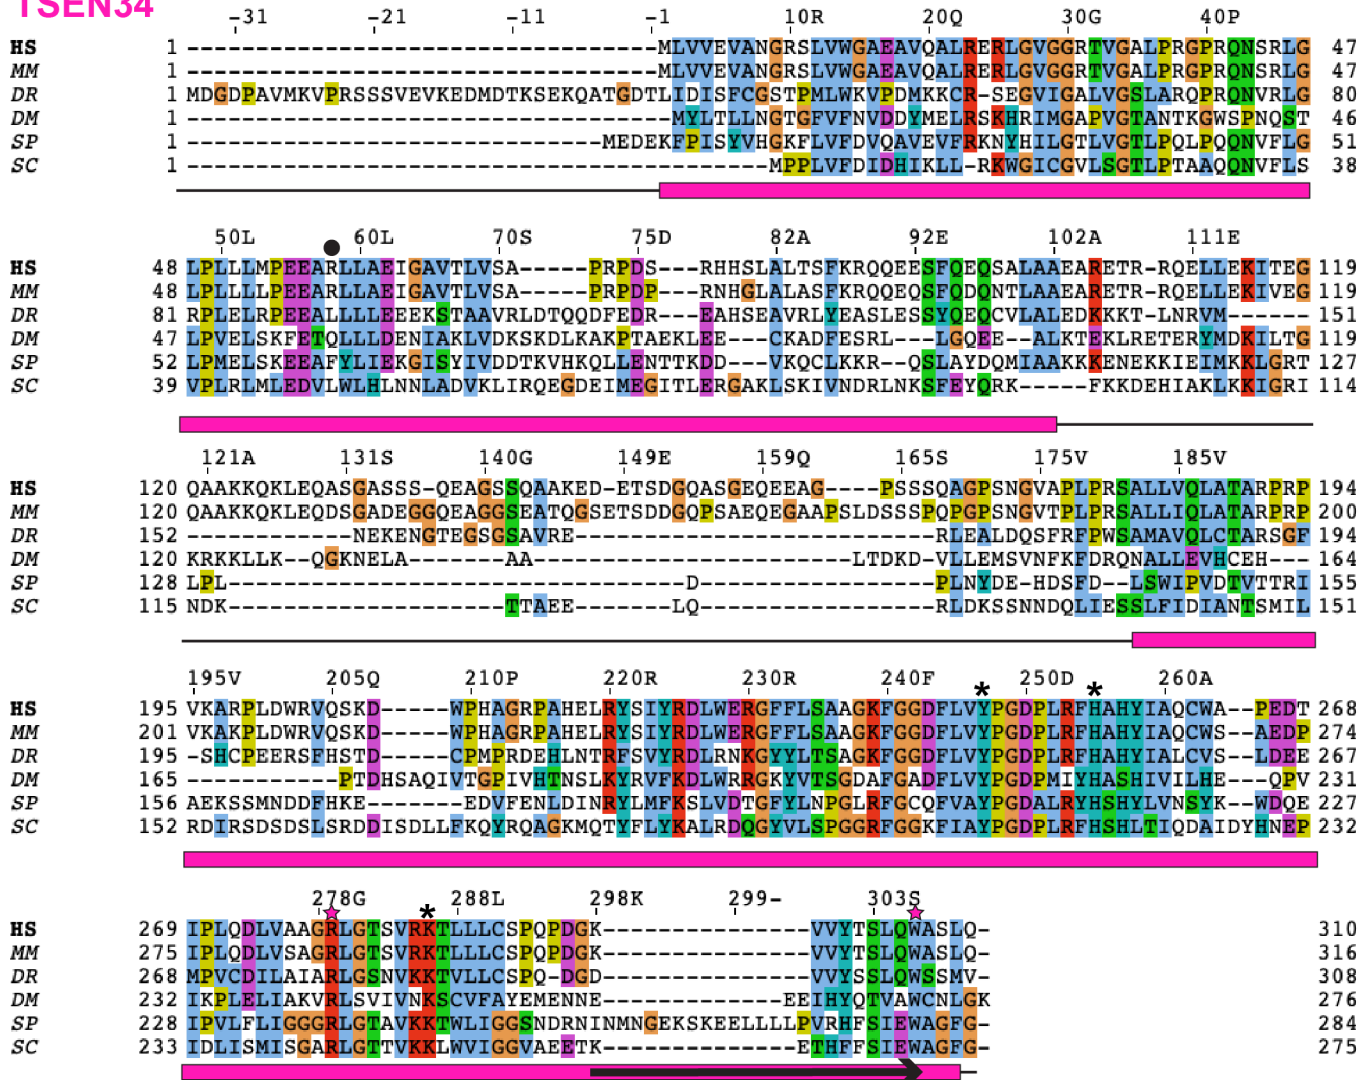 TSEN34
-31 -21 -11 -1 10R 20Q 30G 40P
HS 1 ----------------------------------MLVVEVANGRSLVWGAEAVQALRERLGVGGRTVGALPRGPRQNSRLG 47
MM 1 ----------------------------------MLVVEVANGRSLVWGAEAVQALRERLGVGGRTVGALPRGPRQNSRLG 47
DR 1 MDGDPAVMKVPRSSSVEVKEDMDTKSEKQATGDTLIDISFCGSTPMLWKVPDMKKCR-SEGVIGALVGSLARQPRQNVRLG 80
DM 1 -----------------------------------MYLTLLNGTGFVFNVDDYMELRSKHRIMGAPVGTANTKGWSPNQST 46
SP 1 ------------------------------MEDEKFPISYVHGKFLVFDVQAVEVFRKNYHILGTLVGTLPQLPQQNVFLG 51
SC 1 ------------------------------------------MPPLVFDIDHIKLL-RKWGICGVLSGTLPTAAQQNVFLS 38
50L 60L 70S 75D 82A 92E 102A 111E
HS 48 LPLLLMPEEARLLAEIGAVTLVSA-----PRPDS---RHHSLALTSFKRQQEESFQEQSALAAEARETR-RQELLEKITEG 119
MM 48 LPLLLLPEEARLLAEIGAVTLVSA-----PRPDP---RNHGLALASFKRQQEQSFQDQNTLAAEARETR-RQELLEKIVEG 119
DR 81 RPLELRPEEALLLLEEEKSTAAVRLDTQQDFEDR---EAHSEAVRLYEASLESSYQEQCVLALEDKKKT-LNRVM------ 151
DM 47 LPVELSKFETQLLLDENIAKLVDKSKDLKAKPTAEKLEE---CKADFESRL---LGQEE--ALKTEKLRETERYMDKILTG 119
SP 52 LPMELSKEEAFYLIEKGISYIVDDTKVHKQLLENTTKDD---VKQCLKKR--QSLAYDQMIAAKKKENEKKIEIMKKLGRT 127
SC 39 VPLRLMLEDVLWLHLNNLADVKLIRQEGDEIMEGITLERGAKLSKIVNDRLNKSFEYQRK-----FKKDEHIAKLKKIGRI 114
121A 131S 140G 149E 159Q 165S 175V 185V
HS 120 QAAKKQKLEQASGASSS-QEAGSSQAAKED-ETSDGQASGEQEEAG----PSSSQAGPSNGVAPLPRSALLVQLATARPRP 194
MM 120 QAAKKQKLEQDSGADEGGQEAGGSEATQGSETSDDGQPSAEQEGAAPSLDSSSPQPGPSNGVTPLPRSALLIQLATARPRP 200
DR 152 ------------NEKENGTEGSGSAVRE--------------------------RLEALDQSFRFPWSAMAVQLCTARSGF 194
DM 120 KRKKLLK--QGKNELA-------AA-----------------------LTDKD-VLLEMSVNFKFDRQNALLEVHCEH--- 164
SP 128 LPL---------------------------------D-----------------PLNYDE-HDSFD--LSWIPVDTVTTRI 155
SC 115 NDK--------------------TTAEE-------LQ-----------------RLDKSSNNDQLIESSLFIDIANTSMIL 151
195V 205Q 210P 220R 230R 240F * 250D * 260A
HS 195 VKARPLDWRVQSKD-----WPHAGRPAHELRYSIYRDLWERGFFLSAAGKFGGDFLVYPGDPLRFHAHYIAQCWA--PEDT 268
MM 201 VKAKPLDWRVQSKD-----WPHAGRPAHELRYSIYRDLWERGFFLSAAGKFGGDFLVYPGDPLRFHAHYIAQCWA--AEDP 274
DR 195 -SHCPEERSFHSTD-----CPMPRDEHLNTRFSVYRDLRNKGYYLTSAGKFGGDFLVYPGDPLRFHAHYIALCVS--LDEE 267
DM 165 -----------PTDHSAQIVTGPIVHTNSLKYRVFKDLWRRGKYVTSGDAFGADFLVYPGDPMIYHASHIVILHE---QPV 231
SP 156 AEKSSMNDDFHKE-------EDVFENLDINRYLMFKSLVDTGFYLNPGLRFGCQFVAYPGDALRYHSHYLVNSYK--WDQE 227
SC 152 RDIRSDSDSLSRDDISDLLFKQYRQAGKMQTYFLYKALRDQGYVLSPGGRFGGKFIAYPGDPLRFHSHLTIQDAIDYHNEP 232
278G * 288L 298K 299- 303S
HS 269 IPLQDLVAAGRLGTSVRKTLLLCSPQPDGK---------------VVYTSLQWASLQ- 310
MM 275 IPLQDLVSAGRLGTSVRKTLLLCSPQPDGK---------------VVYTSLQWASLQ- 316
DR 268 MPVCDILAIARLGSNVKKTVLLCSPQ-DGD---------------VVYSSLQWSSMV- 308
DM 232 IKPLELIAKVRLSVIVNKSCVFAYEMENNE-------------EEIHYQTVAWCNLGK 276
SP 228 IPVLFLIGGGRLGTAVKKTWLIGGSNDRNINMNGEKSKEELLLLPVRHFSIEWAGFG- 284
SC 233 IDLISMISGARLGTTVKKLWVIGGVAEETK--------------ETHFFSIEWAGFG- 275